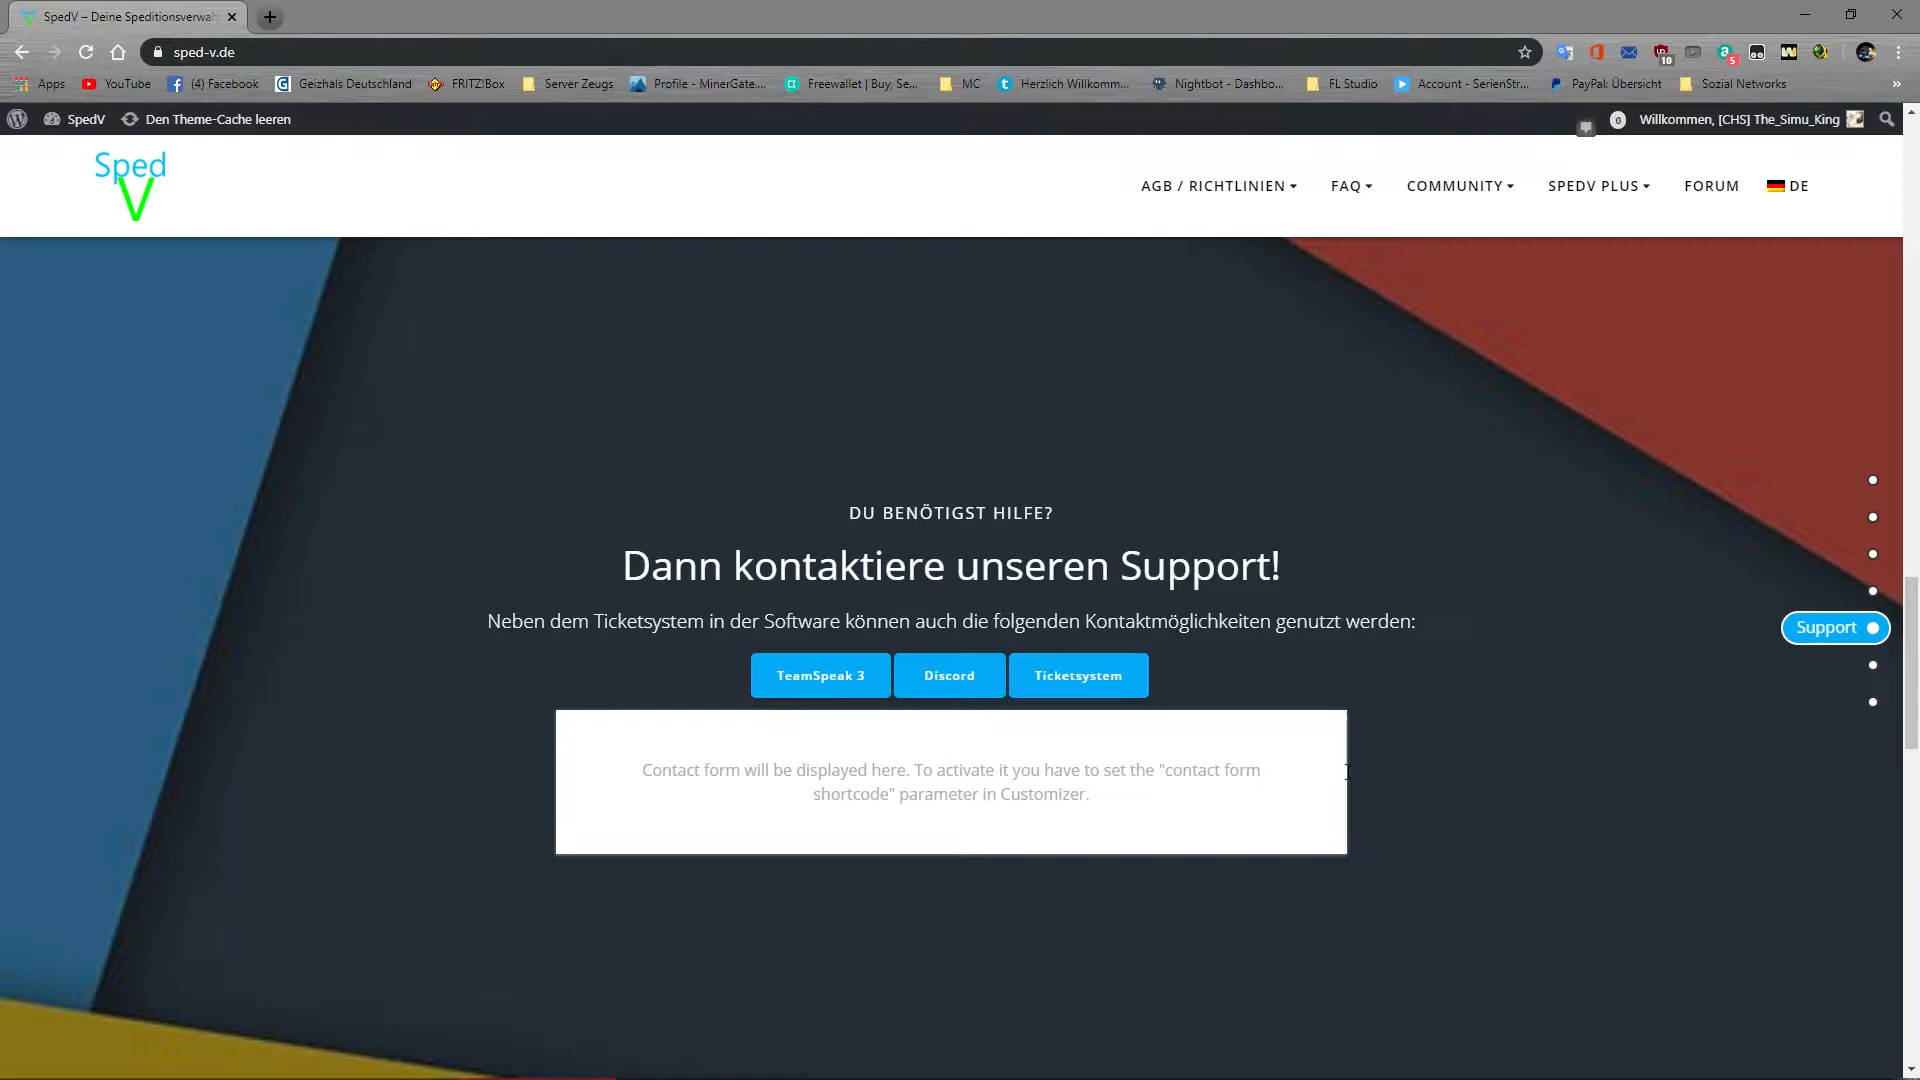 SpedV – Deine Speditionsverwalt
sped-v.de
10
5
Apps
YouTube
(4) Facebook
Geizhals Deutschland
FRITZ!Box
Server Zeugs
Profile - MinerGate....
Freewallet | Buy, Se...
MC
Herzlich Willkomm...
Nightbot - Dashbo...
FL Studio
Account - SerienStr...
PayPal: Übersicht
Sozial Networks
»
SpedV
Den Theme-Cache leeren
0
Willkommen, [CHS] The_Simu_King
Sped
V
AGB / RICHTLINIEN
FAQ
COMMUNITY
SPEDV PLUS
FORUM
DE
DU BENÖTIGST HILFE?
Dann kontaktiere unseren Support!
Neben dem Ticketsystem in der Software können auch die folgenden Kontaktmöglichkeiten genutzt werden:
Support
TeamSpeak 3
Discord
Ticketsystem
Contact form will be displayed here. To activate it you have to set the "contact form
shortcode" parameter in Customizer.